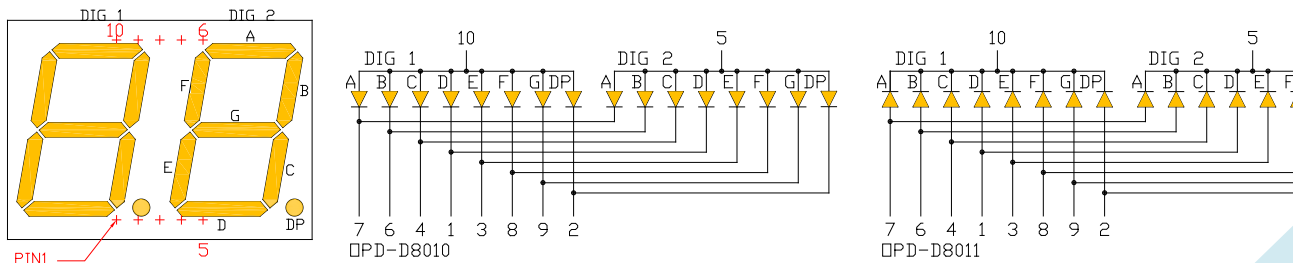 DIG 1 DIG 2
10 6
A
F B
G
E C
D DP
PIN1 5
10 5
DIG 1 DIG 2
A B C D E F G DP A B C D E F G DP
7 6 4 1 3 8 9 2
OPD-D8010
10 5
DIG 1 DIG 2
A B C D E F G DP A B C D E F
7 6 4 1 3 8 9 2
OPD-D8011